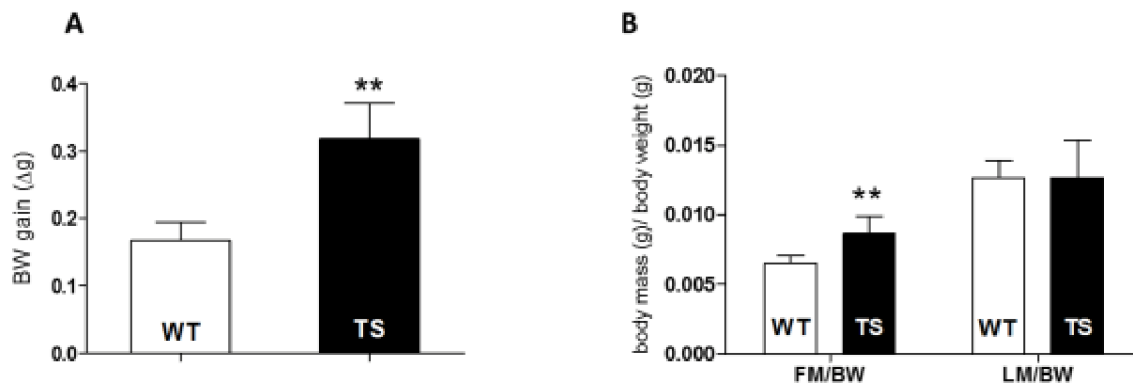 A
BW gain (Δg)
0.4
0.3
0.2
0.1
0.0
**
WT
TS
B
body mass (g)/ body weight (g)
0.020
0.015
0.010
0.005
0.000
**
WT
TS
WT
TS
FM/BW
LM/BW